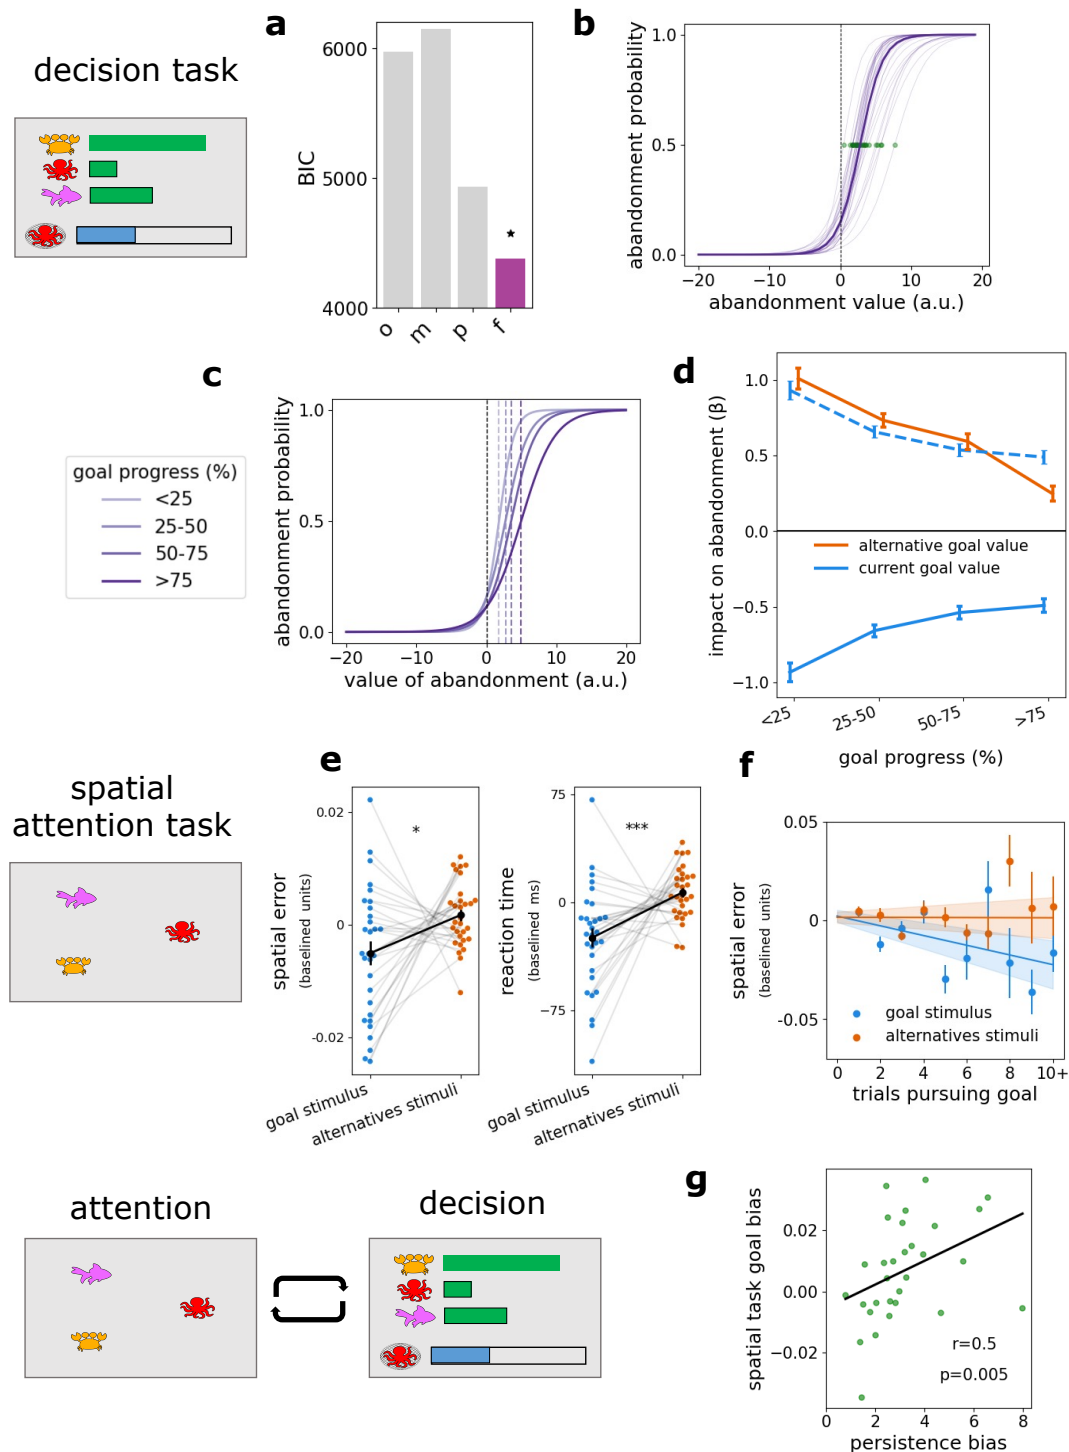 a
decision task
6000
5000
4000
BIC
o
m
p
f
b
abandonment probability
1.0
0.5
0.0
−20
−10
0
10
20
abandonment value (a.u.)
c
goal progress (%)
<25
25-50
50-75
>75
abandonment probability
1.0
0.5
0.0
−20
−10
0
10
20
value of abandonment (a.u.)
d
impact on abandonment (β)
1.0
0.5
0.0
−0.5
−1.0
alternative goal value
current goal value
<25
25-50
50-75
>75
goal progress (%)
spatial
attention task
e
spatial error
(baselined units)
0.02
0
-0.02
*
goal stimulus
alternatives stimuli
reaction time
(baselined ms)
75
0
−75
***
goal stimulus
alternatives stimuli
f
spatial error
(baselined units)
0.05
0
-0.05
goal stimulus
alternatives stimuli
0
2
4
6
8
10+
trials pursuing goal
attention
decision
g
spatial task goal bias
0.02
0.00
−0.02
r=0.5
p=0.005
0
2
4
6
8
persistence bias